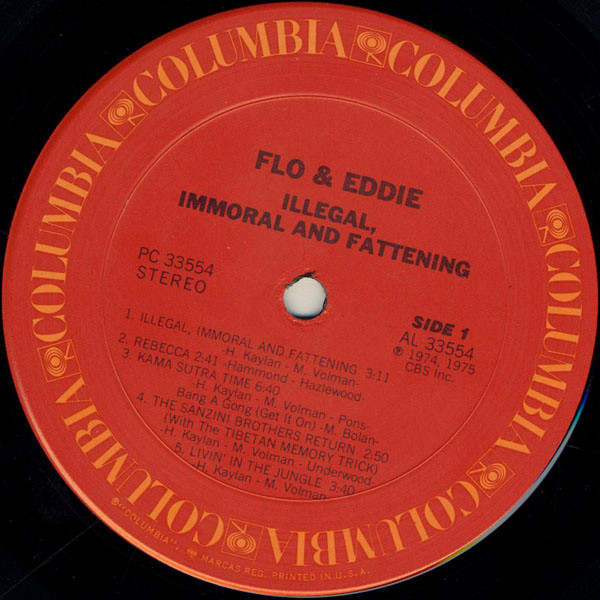 COLUMBIA COLUMBIA COLUMBIA COLUMBIA COLUMBIA COLUMBIA COLUMBIA COLUMBIA
FLO & EDDIE
ILLEGAL,
IMMORAL AND FATTENING
PC 33554
STEREO
SIDE 1
AL 33554
℗ 1974, 1975
CBS Inc.
1. ILLEGAL, IMMORAL AND FATTENING
-H. Kaylan - M. Volman- 3:11
2. REBECCA 2:41 -Hammond - Hazlewood-
3. KAMA SUTRA TIME 6:40
-H. Kaylan - M. Volman - Pons-
Bang A Gong (Get It On) -M. Bolan-
4. THE SANZINI BROTHERS RETURN 2:50
(With The TIBETAN MEMORY TRICK)
-H. Kaylan - M. Volman - Underwood-
5. LIVIN' IN THE JUNGLE 3:40
-H. Kaylan - M. Volman
℗"COLUMBIA", MARCAS REG. PRINTED IN U.S.A.